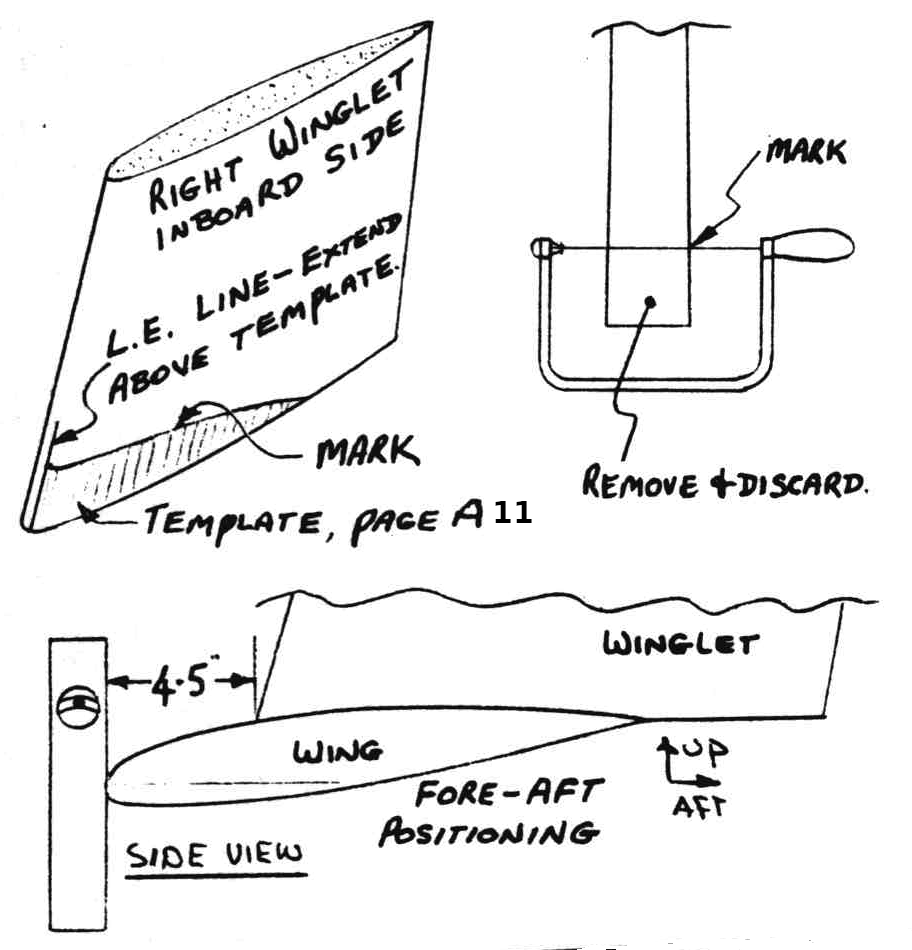 RIGHT WINGLET
INBOARD SIDE
L.E. LINE-EXTEND
ABOVE TEMPLATE.
MARK
TEMPLATE, PAGE A 11
MARK
REMOVE & DISCARD.
4.5"
WINGLET
WING
UP
AFT
FORE-AFT
POSITIONING
SIDE VIEW